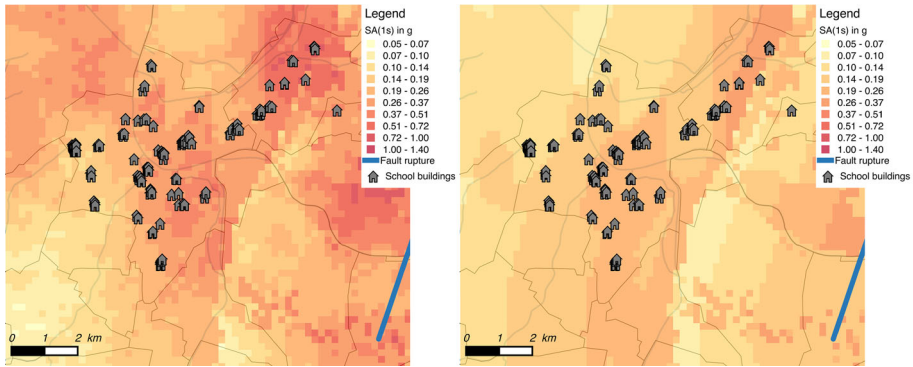 Legend
SA(1s) in g
0.05 - 0.07
0.07 - 0.10
0.10 - 0.14
0.14 - 0.19
0.19 - 0.26
0.26 - 0.37
0.37 - 0.51
0.51 - 0.72
0.72 - 1.00
1.00 - 1.40
Fault rupture
School buildings
0 1 2 km
Legend
SA(1s) in g
0.05 - 0.07
0.07 - 0.10
0.10 - 0.14
0.14 - 0.19
0.19 - 0.26
0.26 - 0.37
0.37 - 0.51
0.51 - 0.72
0.72 - 1.00
1.00 - 1.40
Fault rupture
School buildings
0 1 2 km